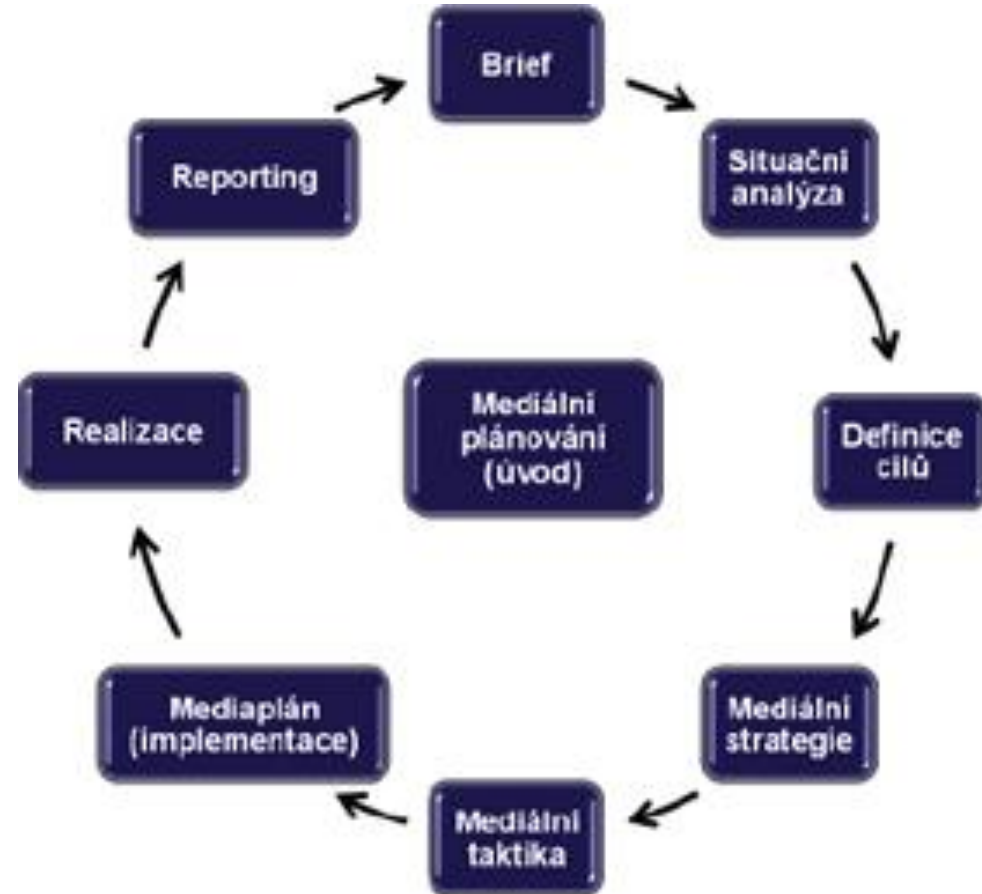 Brief
Situační
analýza
Definice
cílů
Mediální
strategie
Mediální
taktika
Mediaplán
(implementace)
Realizace
Reporting
Mediální
plánování
(úvod)